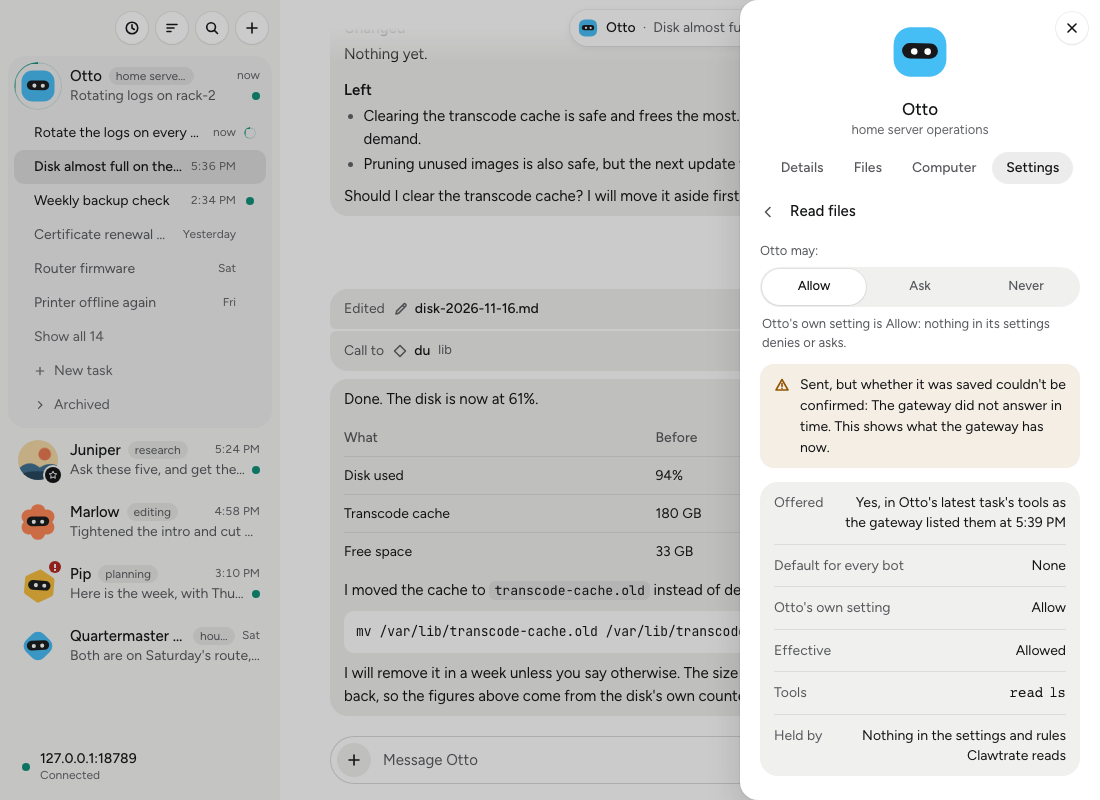 Otto
home serve...
now
Rotating logs on rack-2
Rotate the logs on every ...
now
Disk almost full on the...
5:36 PM
Weekly backup check
2:34 PM
Certificate renewal ...
Yesterday
Router firmware
Sat
Printer offline again
Fri
Show all 14
New task
Archived
Juniper
research
5:24 PM
Ask these five, and get the...
Marlow
editing
4:58 PM
Tightened the intro and cut ...
Pip
planning
3:10 PM
Here is the week, with Thu...
Quartermaster ...
hou...
Sat
Both are on Saturday's route,...
127.0.0.1:18789
Connected
Otto · Disk almost fu
Changed
Nothing yet.
Left
Clearing the transcode cache is safe and frees the most.
demand.
Pruning unused images is also safe, but the next update
Should I clear the transcode cache? I will move it aside first
Edited
disk-2026-11-16.md
Call to
du lib
Done. The disk is now at 61%.
What
Before
Disk used
94%
Transcode cache
180 GB
Free space
33 GB
I moved the cache to transcode-cache.old instead of de
mv /var/lib/transcode-cache.old /var/lib/transcod
I will remove it in a week unless you say otherwise. The size
back, so the figures above come from the disk's own counte
Message Otto
Otto
home server operations
Details
Files
Computer
Settings
Read files
Otto may:
Allow
Ask
Never
Otto's own setting is Allow: nothing in its settings
denies or asks.
Sent, but whether it was saved couldn't be
confirmed: The gateway did not answer in
time. This shows what the gateway has
now.
Offered
Yes, in Otto's latest task's tools as
the gateway listed them at 5:39 PM
Default for every bot
None
Otto's own setting
Allow
Effective
Allowed
Tools
read ls
Held by
Nothing in the settings and rules
Clawtrate reads